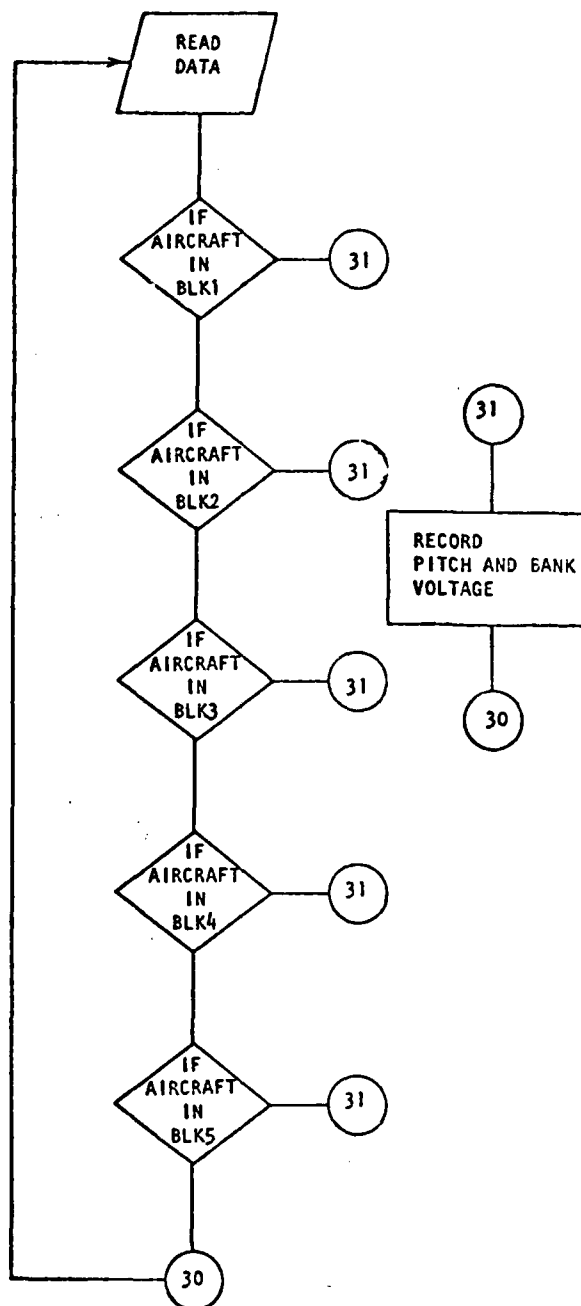 READ
DATA
IF
AIRCRAFT
IN
BLK1
31
IF
AIRCRAFT
IN
BLK2
31
31
RECORD
PITCH AND BANK
VOLTAGE
30
IF
AIRCRAFT
IN
BLK3
31
IF
AIRCRAFT
IN
BLK4
31
IF
AIRCRAFT
IN
BLK5
31
30